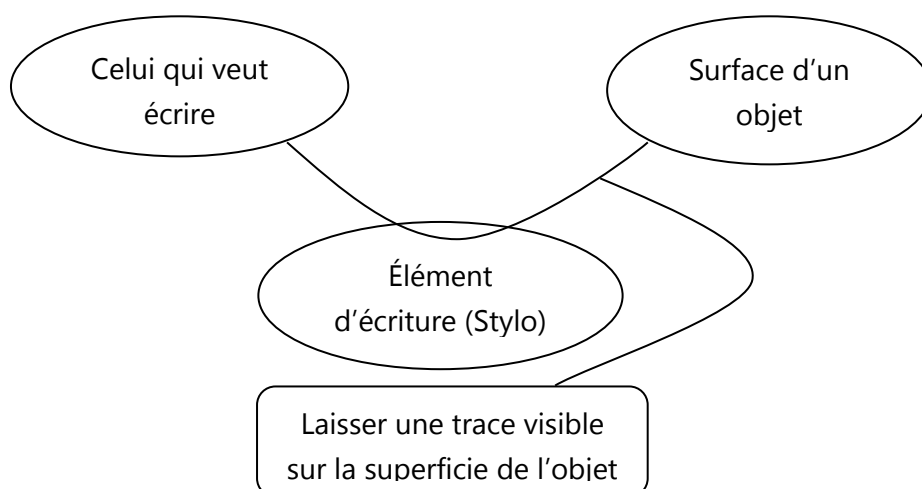 Celui qui veut
écrire
Surface d’un
objet
Élément
d’écriture (Stylo)
Laisser une trace visible
sur la superficie de l’objet